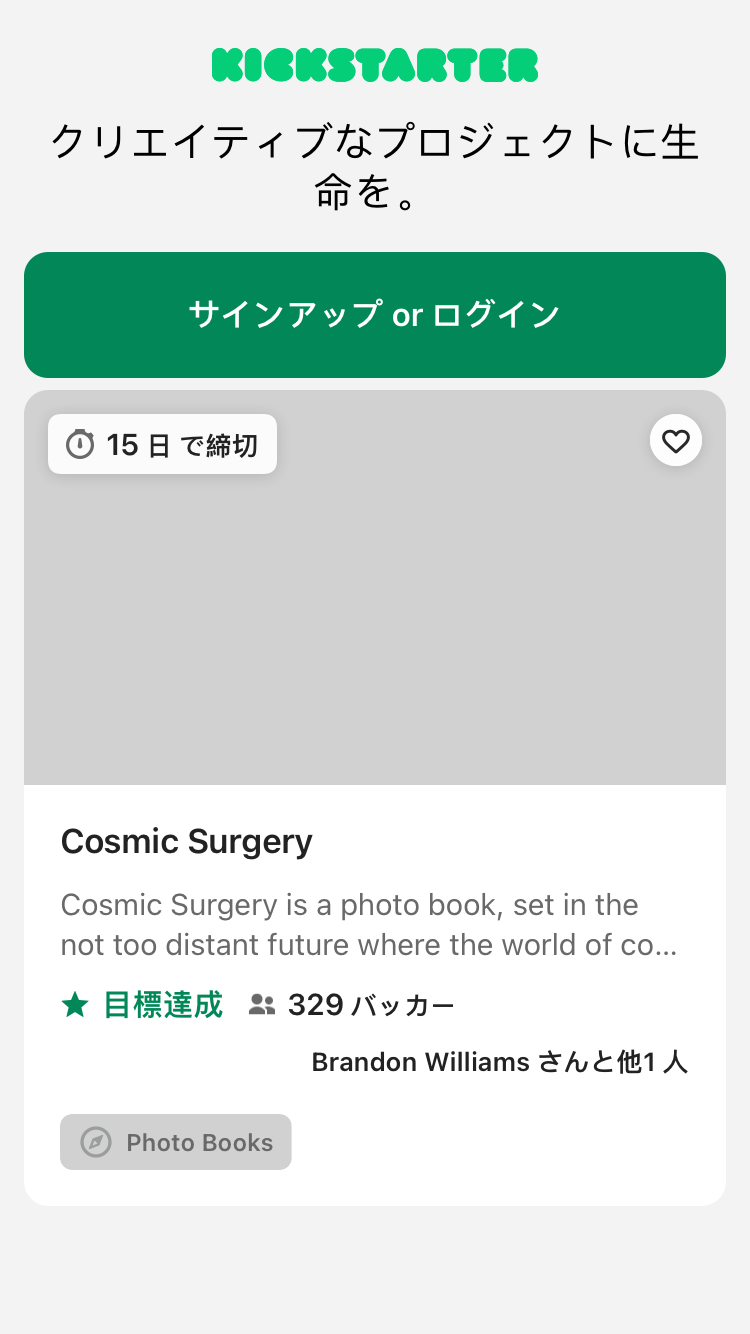 KICKSTARTER
クリエイティブなプロジェクトに生
命を。
サインアップ or ログイン
15 日 で締切
Cosmic Surgery
Cosmic Surgery is a photo book, set in the
not too distant future where the world of co...
目標達成 329 バッカー
Brandon Williams さんと他1 人
Photo Books